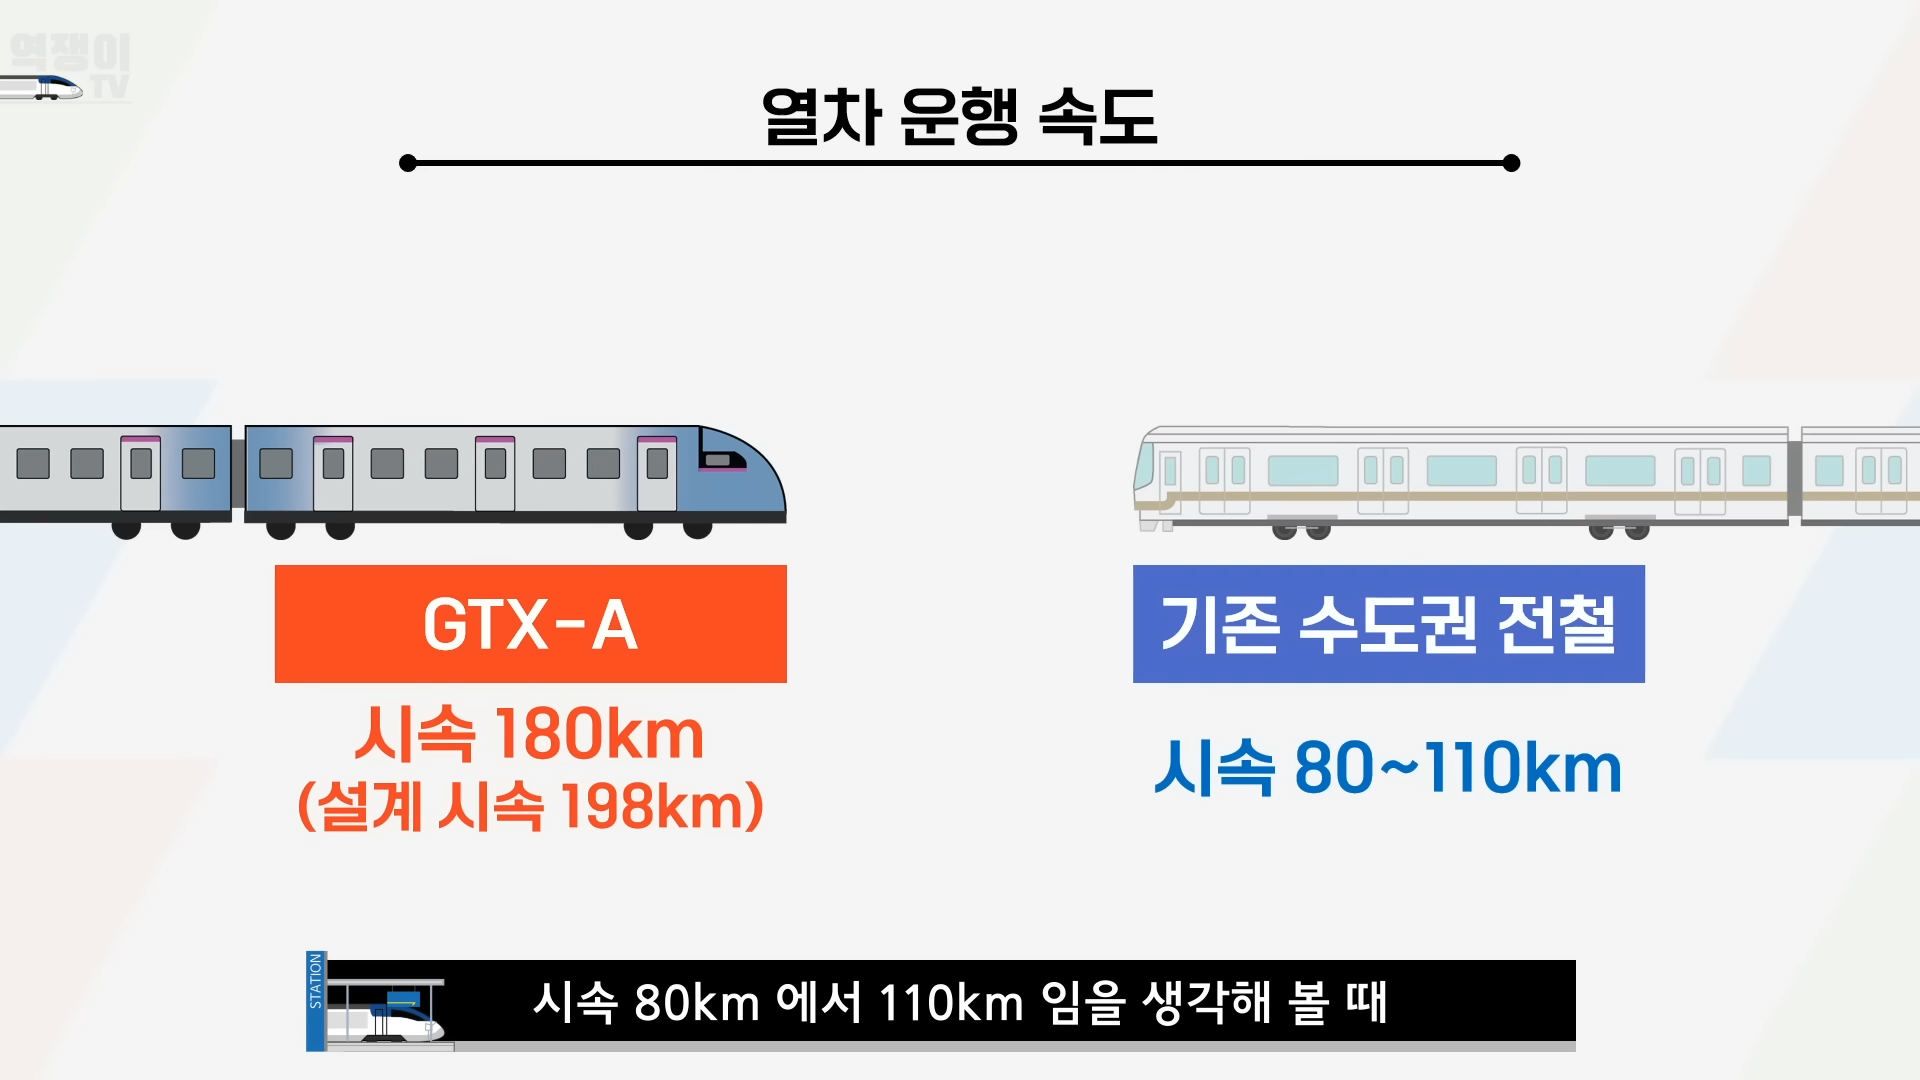 역쟁이
TV
열차 운행 속도
GTX-A
시속 180km
(설계 시속 198km)
기존 수도권 전철
시속 80~110km
STATION
시속 80km 에서 110km 임을 생각해 볼 때